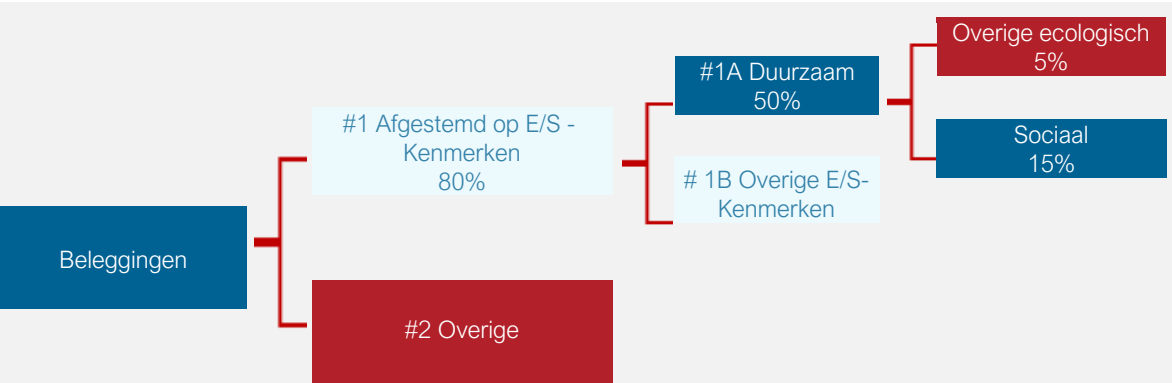 Beleggingen
#1 Afgestemd op E/S -
Kenmerken
80%
#2 Overige
#1A Duurzaam
50%
# 1B Overige E/S-
Kenmerken
Overige ecologisch
5%
Sociaal
15%